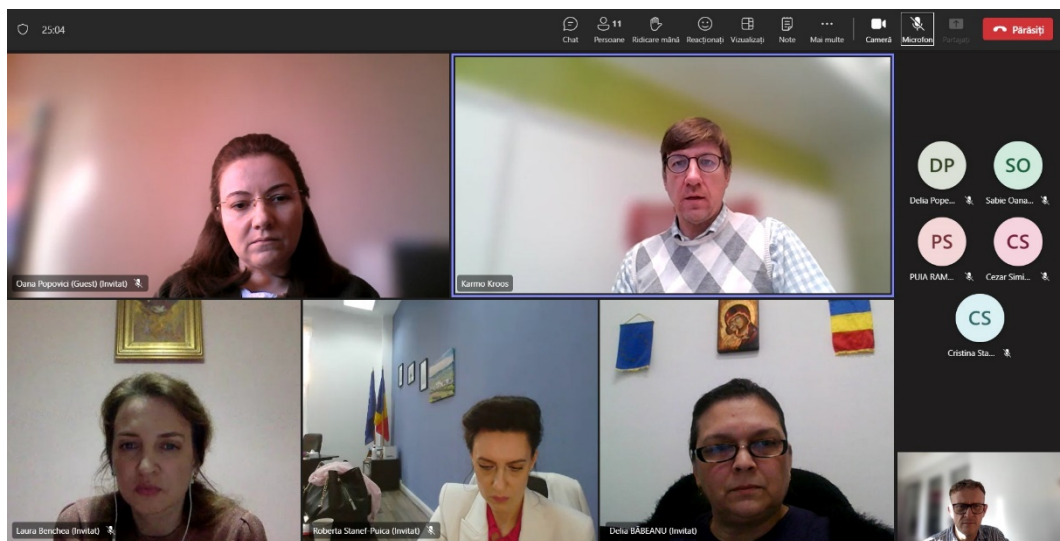 25:04
Chat
11
Persoane
Ridicare mână
Reacționați
Vizualizați
Note
Mai multe
Cameră
Microfon
Partajați
Părăsiți
Oana Popovici (Guest) (Invitat)
Karmo Kroos
DP
Delia Pope...
SO
Sabie Oana...
PS
PUIA RAM...
CS
Cezar Simi...
CS
Cristina Sta...
Laura Benchea (Invitat)
Roberta Stanef-Puica (Invitat)
Delia BĂBEANU (Invitat)